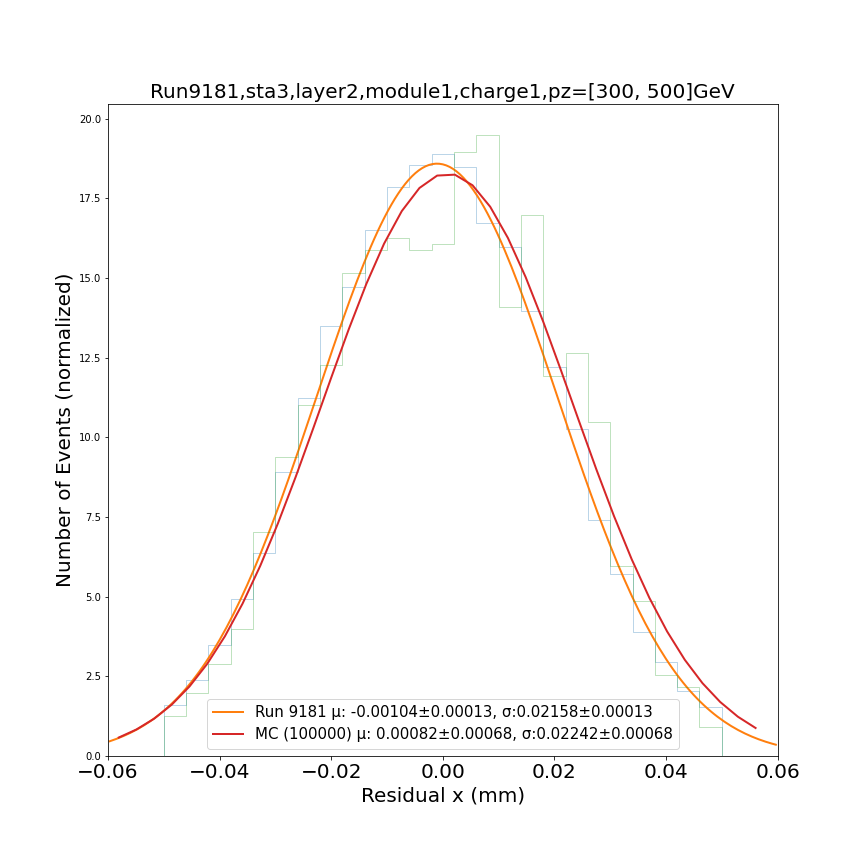 Run9181,sta3,layer2,module1,charge1,pz=[300, 500]GeV
20.0
17.5
15.0
12.5
10.0
7.5
5.0
2.5
0.0
Number of Events (normalized)
Run 9181 μ: -0.00104±0.00013, σ:0.02158±0.00013
MC (100000) μ: 0.00082±0.00068, σ:0.02242±0.00068
−0.06 −0.04 −0.02 0.00 0.02 0.04 0.06
Residual x (mm)